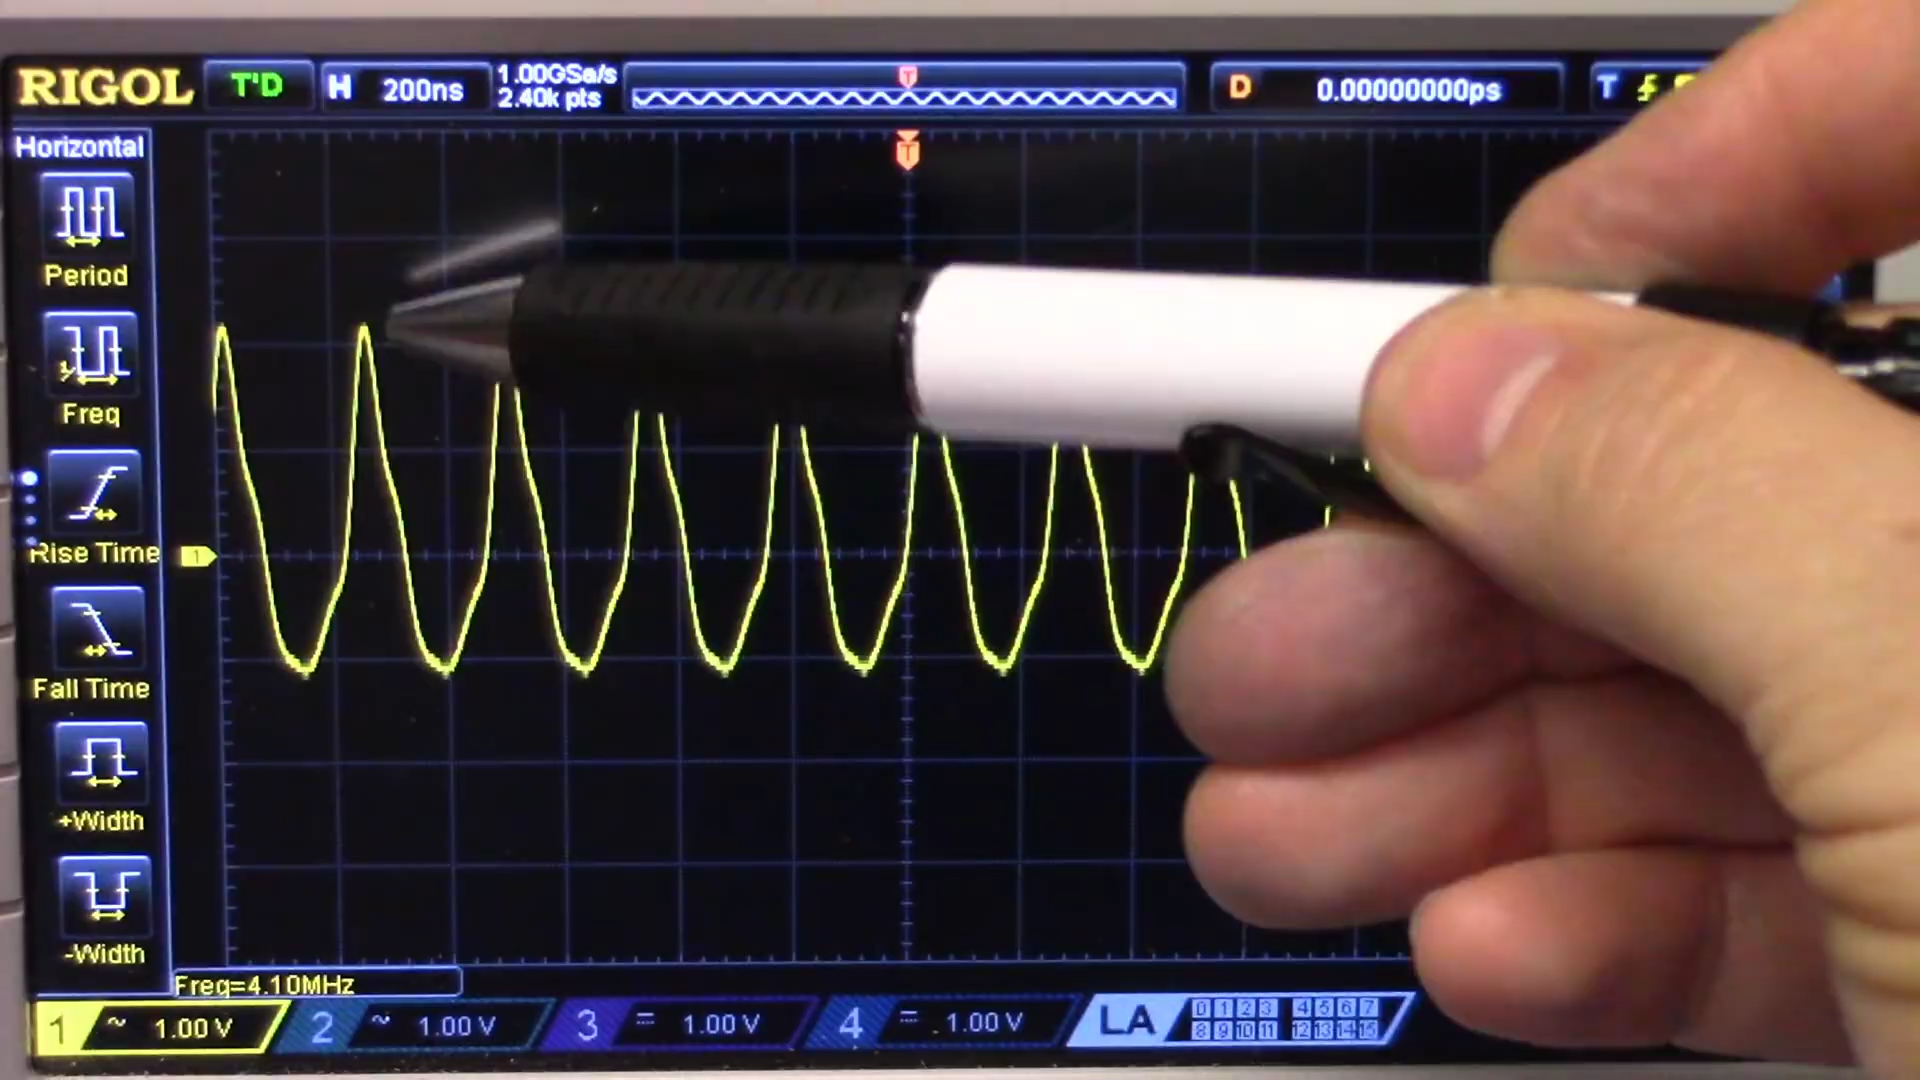 RIGOL T'D H 200ns 1.00GSa/s D 0.00000000ps T
2.40k pts
T
Horizontal
Period
Freq
Rise Time
1
Fall Time
+Width
-Width
Freq=4.10MHz
1 ~ 1.00 V 2 ~ 1.00 V 3 1.00 V 4 1.00 V LA 0 1 2 3 4 5 6 7
8 9 10 11 12 13 14 15